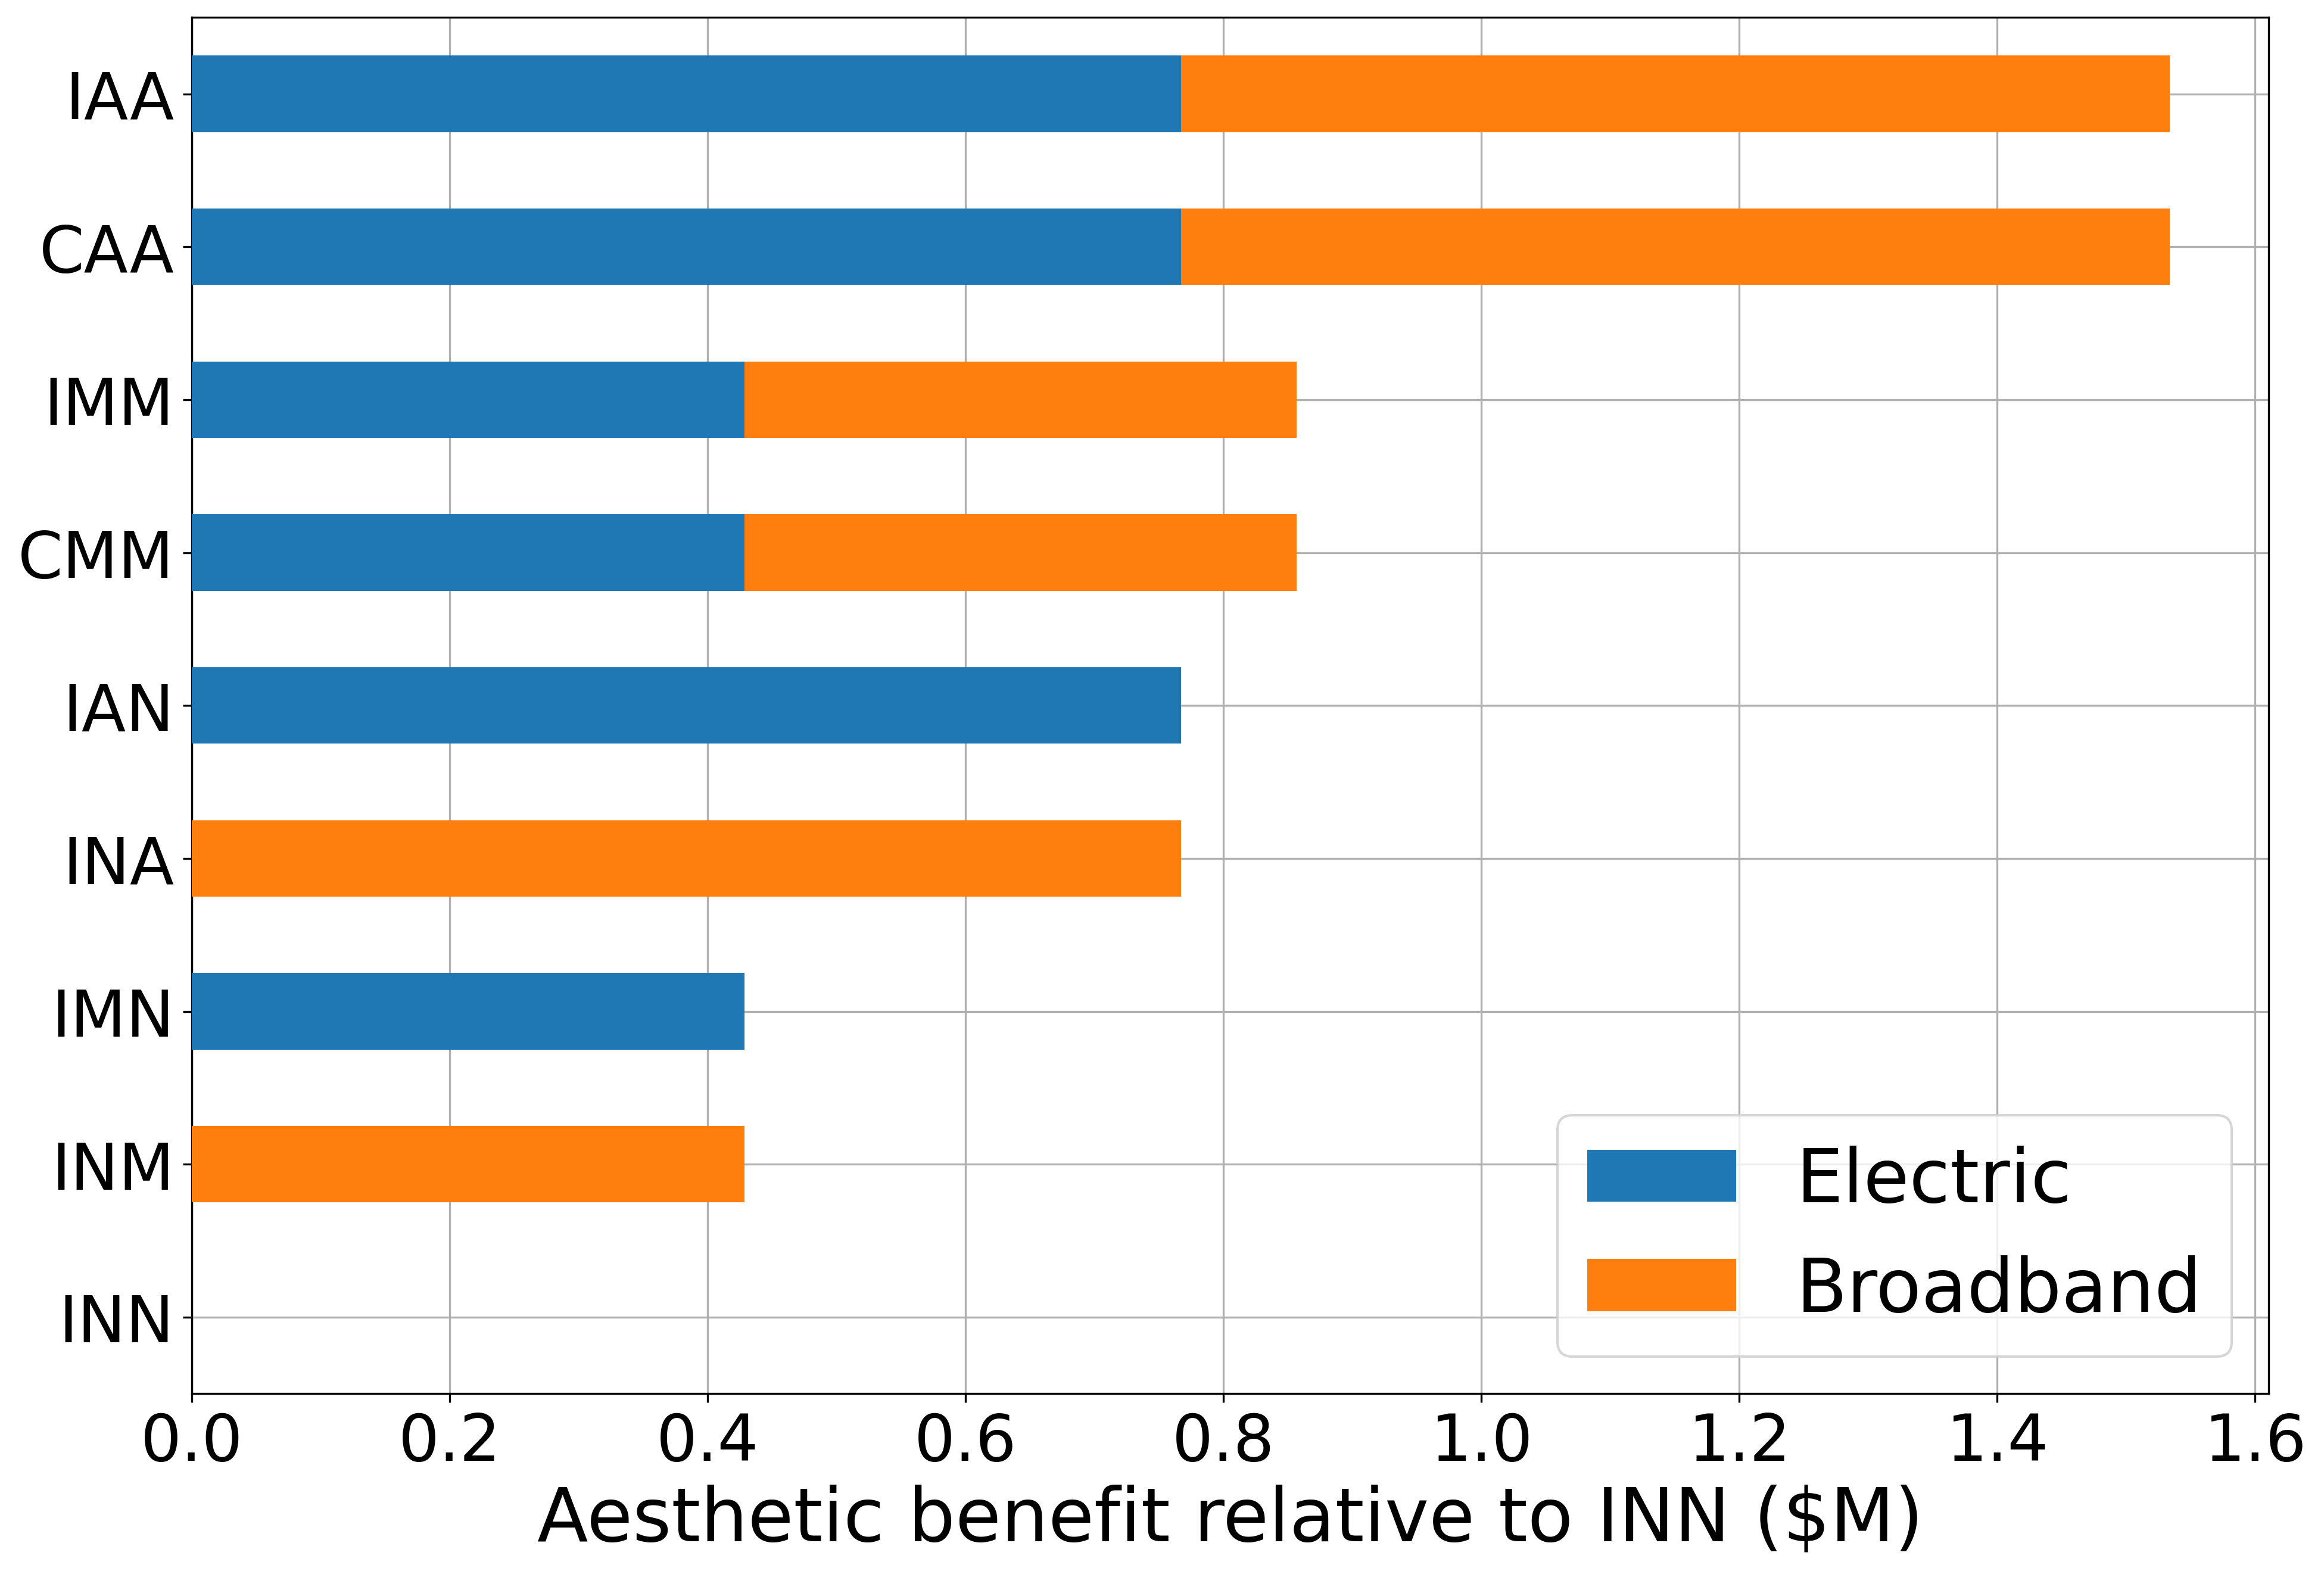 IAA
CAA
IMM
CMM
IAN
INA
IMN
INM
INN
Electric
Broadband
0.0 0.2 0.4 0.6 0.8 1.0 1.2 1.4 1.6
Aesthetic benefit relative to INN ($M)